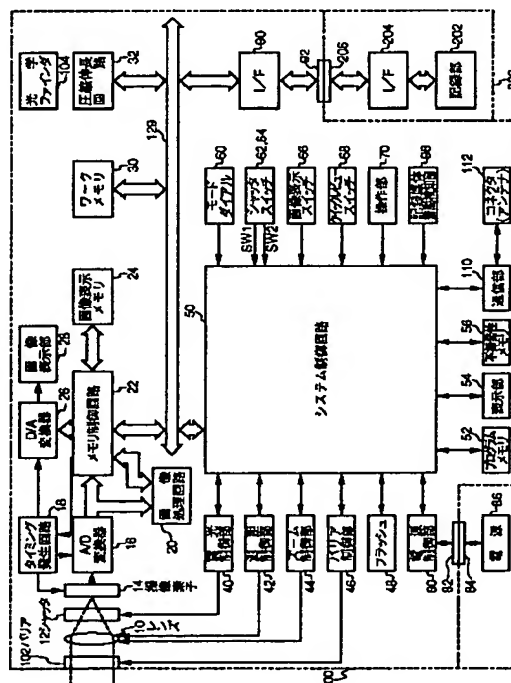 光学
ファインダ
104
圧縮伸長
回路
32
ワーク
メモリ
30
129
90
I/F
92
206
204
I/F
202
記録部
200
画像表示
メモリ
24
画像
表示部
28
D/A
変換器
26
メモリ制御回路
22
タイミング
発生回路
18
A/D
変換器
16
画像
処理回路
20
14 撮像素子
12 シャッタ
10 レンズ
102 バリア
システム制御回路
50
モード
ダイアル
60
SW1
SW2
シャッタ
スイッチ
62,64
画像表示
スイッチ
66
クイックビュー
スイッチ
68
操作部
70
98
コネクタ
(アンテナ)
112
通信部
110
不揮発性
メモリ
56
表示部
54
プログラム
メモリ
52
露光
制御部
40
測距
制御部
42
ズーム
制御部
44
バリア
制御部
46
フラッシュ
48
電源
制御部
80
82
84
電源
86
100